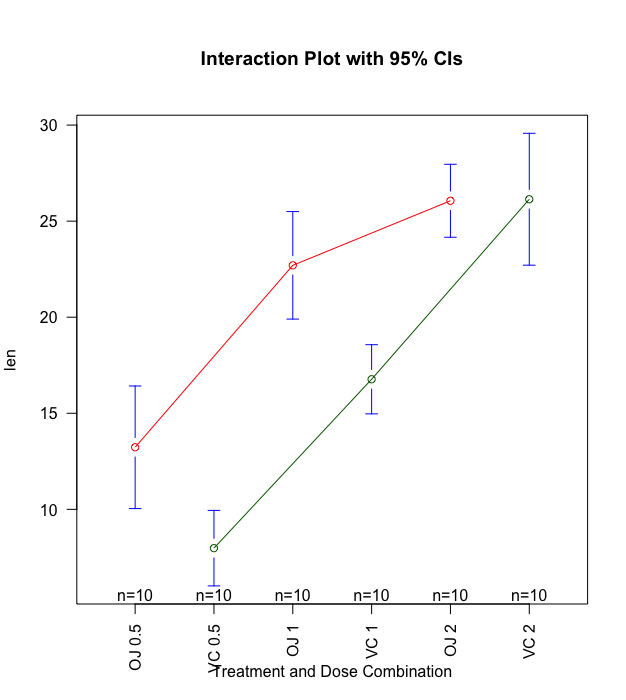 Interaction Plot with 95% CIs
30
25
20
15
10
len
n=10 n=10 n=10 n=10 n=10 n=10
OJ 0.5 VC 0.5 OJ 1 VC 1 OJ 2 VC 2
Treatment and Dose Combination